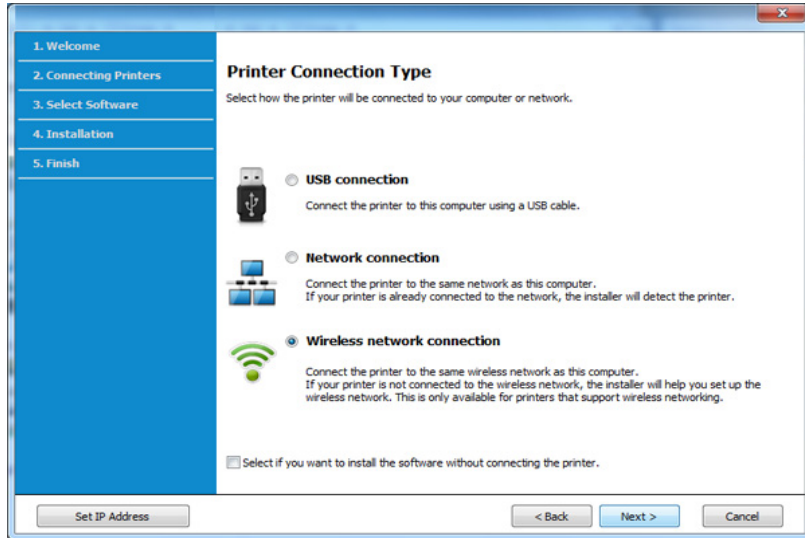 1. Welcome
2. Connecting Printers
3. Select Software
4. Installation
5. Finish
Printer Connection Type
Select how the printer will be connected to your computer or network.
USB connection
Connect the printer to this computer using a USB cable.
Network connection
Connect the printer to the same network as this computer.
If your printer is already connected to the network, the installer will detect the printer.
Wireless network connection
Connect the printer to the same wireless network as this computer.
If your printer is not connected to the wireless network, the installer will help you set up the
wireless network. This is only available for printers that support wireless networking.
Select if you want to install the software without connecting the printer.
Set IP Address
< Back
Next >
Cancel